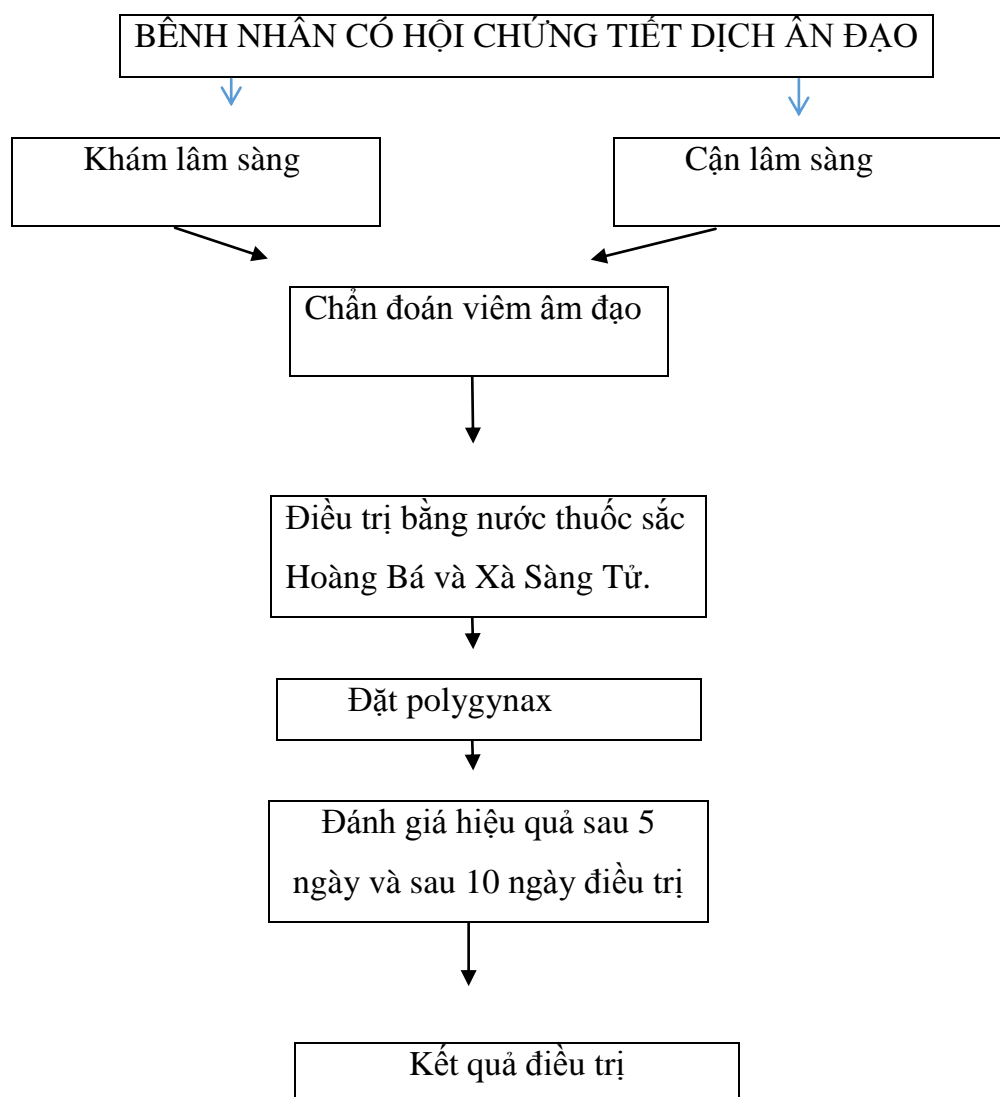 BÊNH NHÂN CÓ HỘI CHỨNG TIẾT DỊCH ÂN ĐẠO
Khám lâm sàng
Cận lâm sàng
Chẩn đoán viêm âm đạo
Điều trị bằng nước thuốc sắc
Hoàng Bá và Xà Sàng Tử.
Đặt polygynax
Đánh giá hiệu quả sau 5
ngày và sau 10 ngày điều trị
Kết quả điều trị